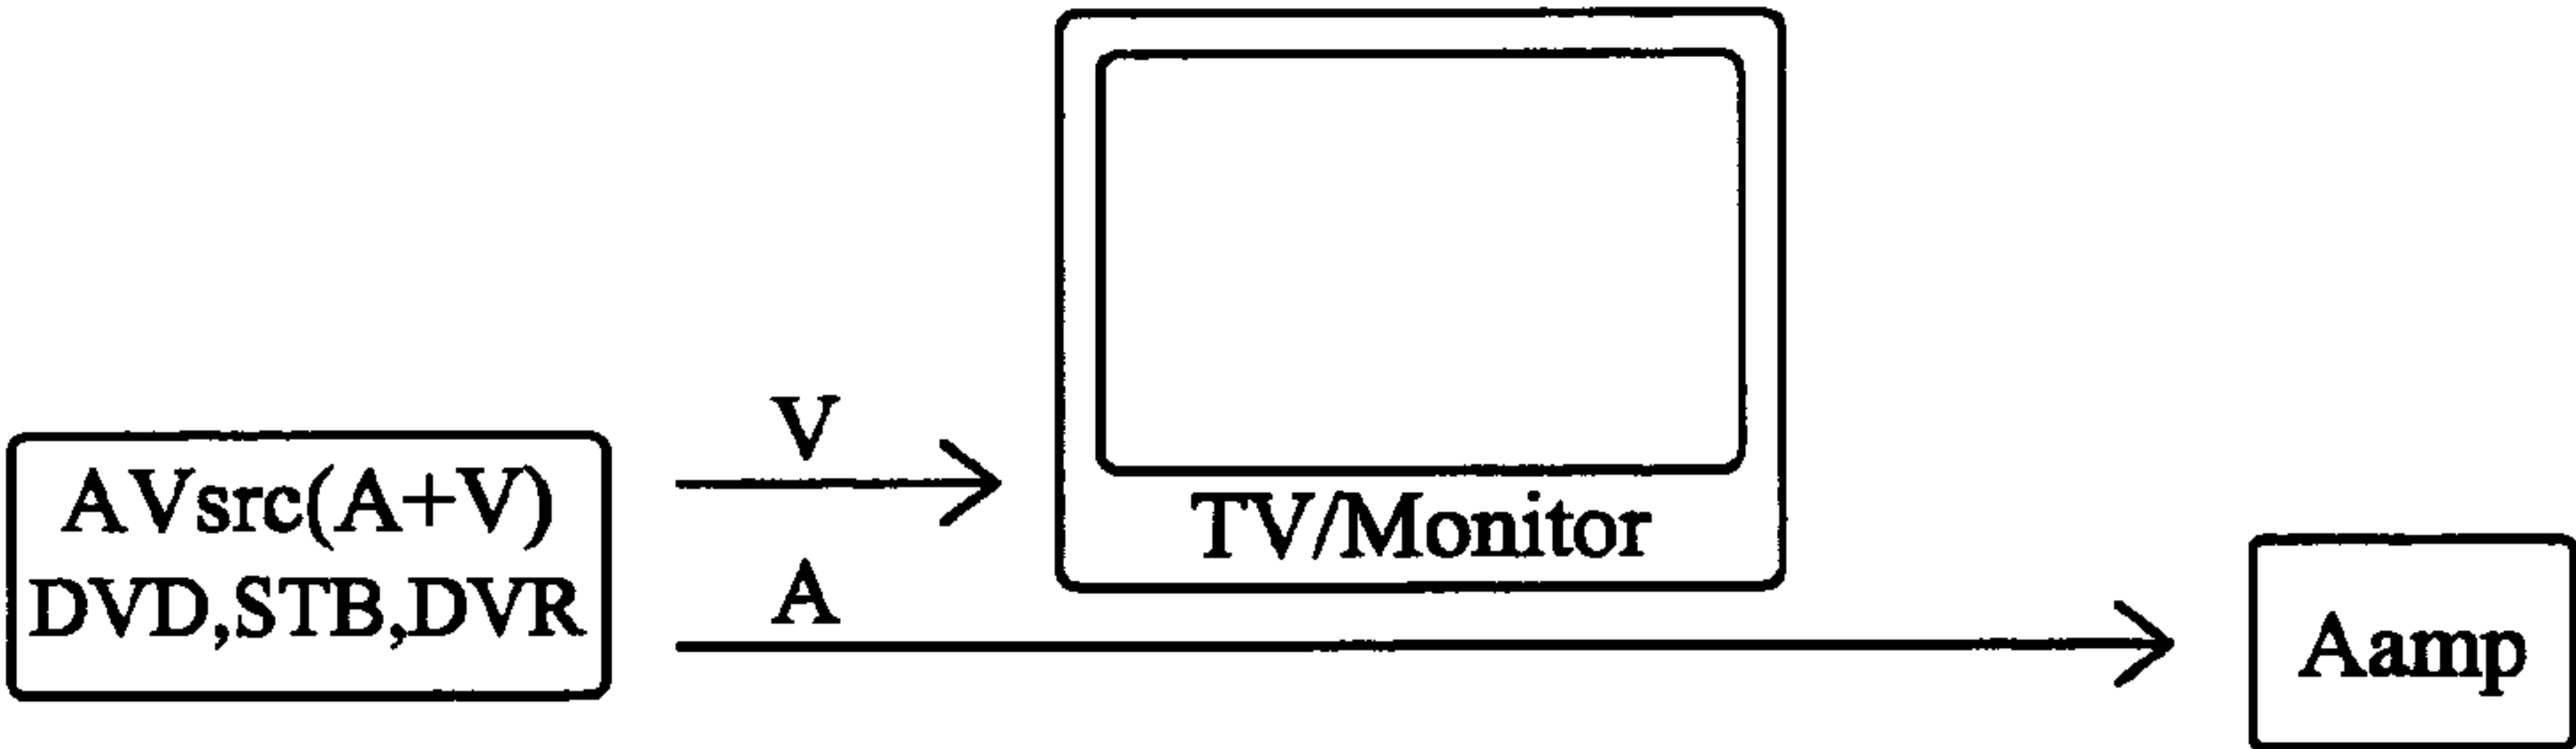 AVsrc(A+V)
DVD,STB,DVR
V
A
TV/Monitor
Aamp